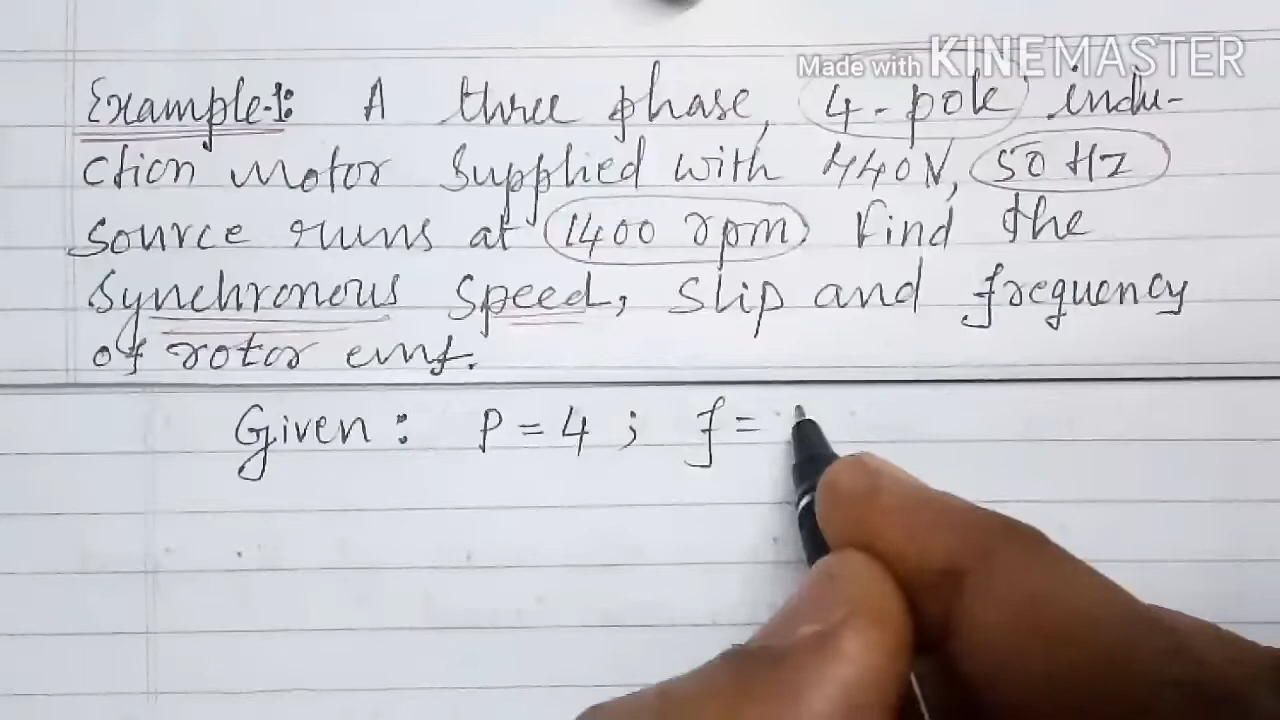 Made with KINEMASTER
Example-1: A three phase, 4-pole indu-
ction motor supplied with 440V, 50 Hz
source runs at 1400 rpm Find the
synchronous speed, slip and frequency
of rotor emf.
Given : P = 4 ; f =